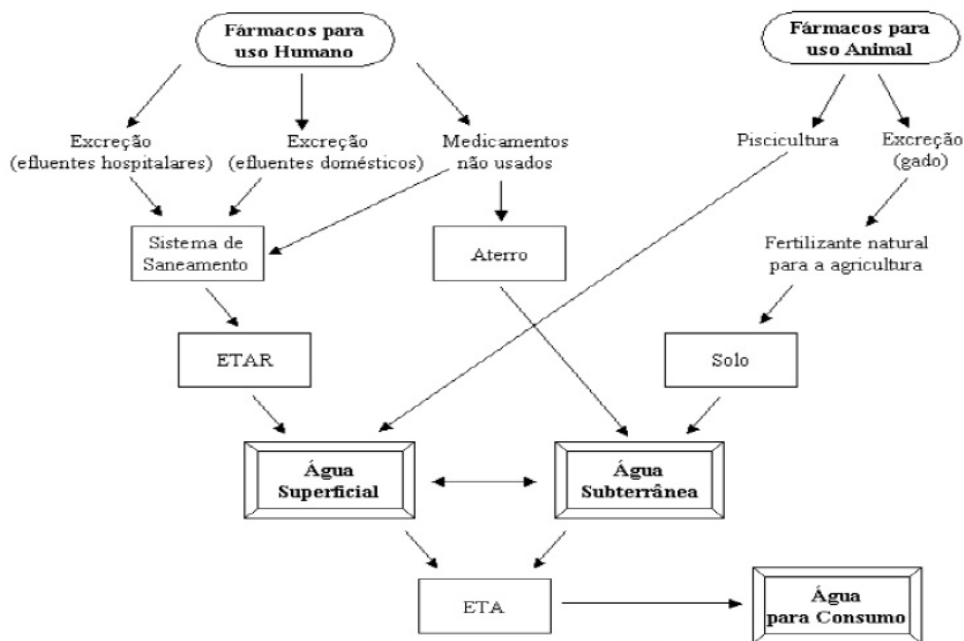 Fármacos para
uso Humano
Fármacos para
uso Animal
Excreção
(efluentes hospitalares)
Excreção
(efluentes domésticos)
Medicamentos
não usados
Piscicultura
Excreção
(gado)
Sistema de
Saneamento
Aterro
Fertilizante natural
para a agricultura
ETAR
Solo
Água
Superficial
Água
Subterrânea
ETA
Água
para Consumo